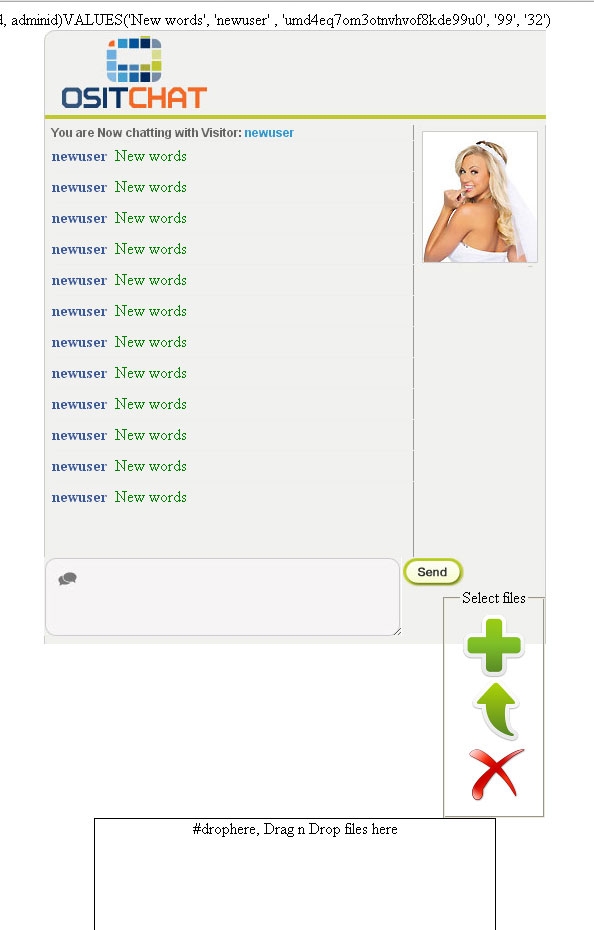 , adminid)VALUES('New words', 'newuser' , 'umd4eq7om3otnvhvof8kde99u0', '99', '32')
OSITCHAT
You are Now chatting with Visitor: newuser
newuser New words
newuser New words
newuser New words
newuser New words
newuser New words
newuser New words
newuser New words
newuser New words
newuser New words
newuser New words
newuser New words
newuser New words
Send
Select files
#drophere, Drag n Drop files here